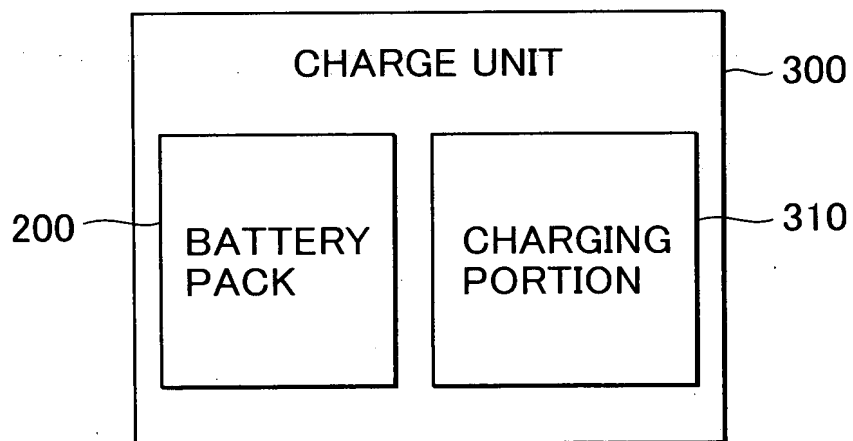 CHARGE UNIT
300
200
BATTERY
PACK
CHARGING
PORTION
310